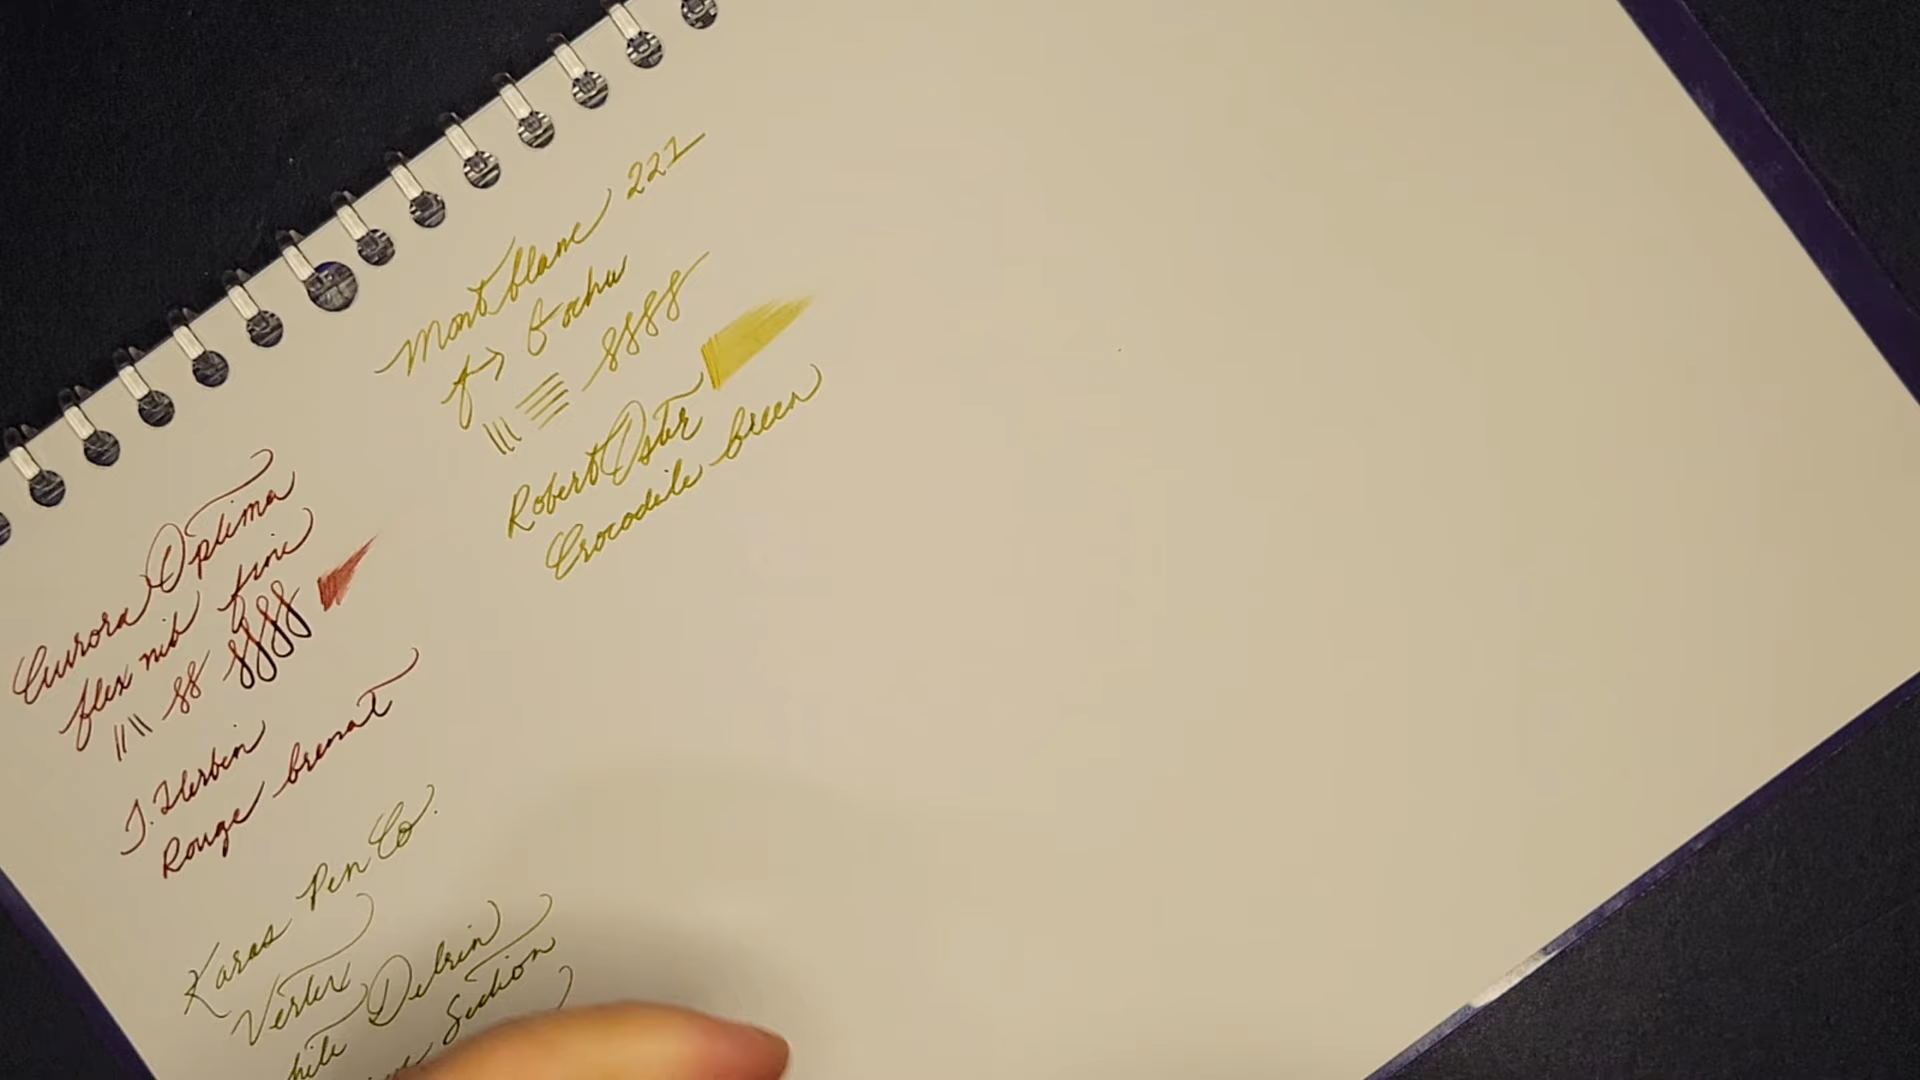 Aurora Optima
flex nib fine
J. Herbin
Rouge Grenat
Karas Pen Co.
Vertex
Delrin
Section
Montblanc 221
f →
Robert Oster
Crocodile Green